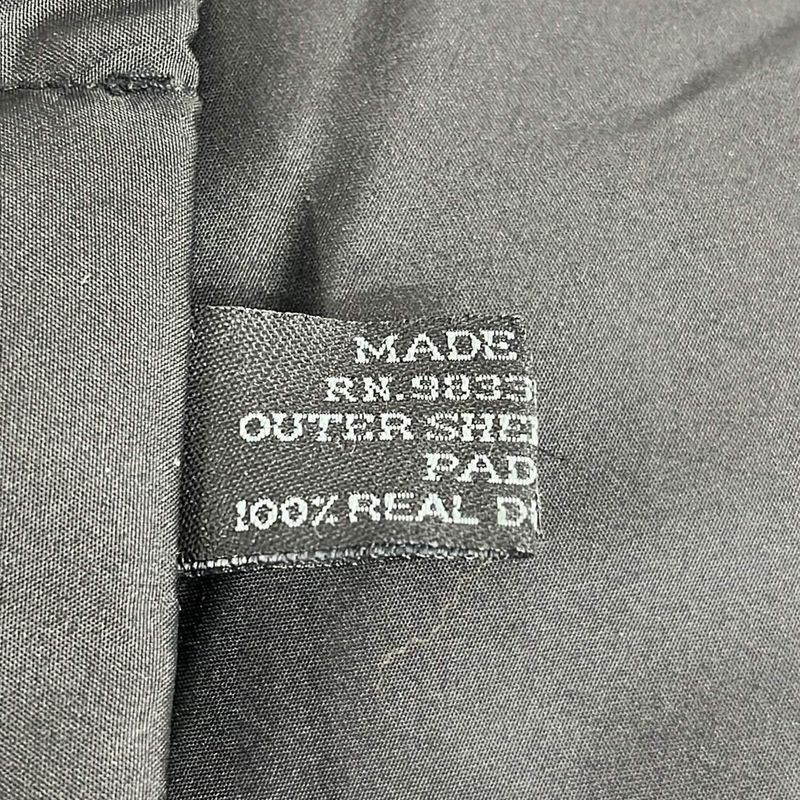 MADE
RN.9833
OUTER SHE
PAD
100% REAL D